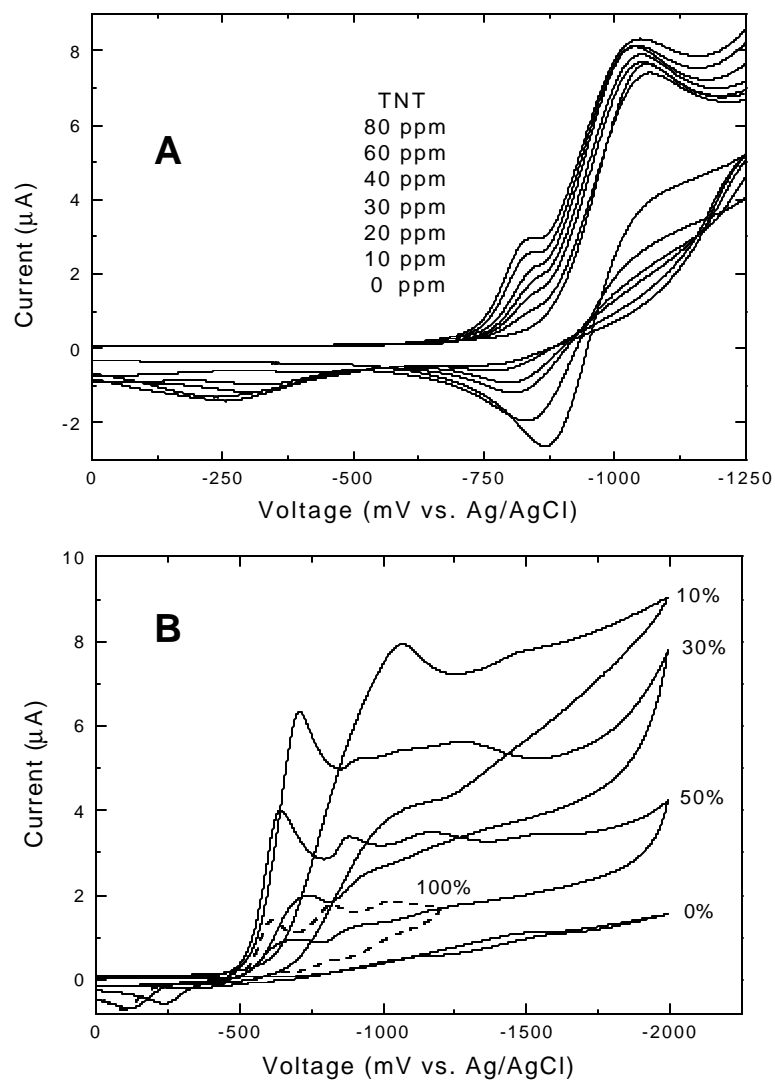 8
6
4
2
0
-2
A
TNT
80 ppm
60 ppm
40 ppm
30 ppm
20 ppm
10 ppm
0 ppm
Current (μA)
0
-250
-500
-750
-1000
-1250
Voltage (mV vs. Ag/AgCl)
10
8
6
4
2
0
B
10%
30%
50%
100%
0%
Current (μA)
0
-500
-1000
-1500
-2000
Voltage (mV vs. Ag/AgCl)